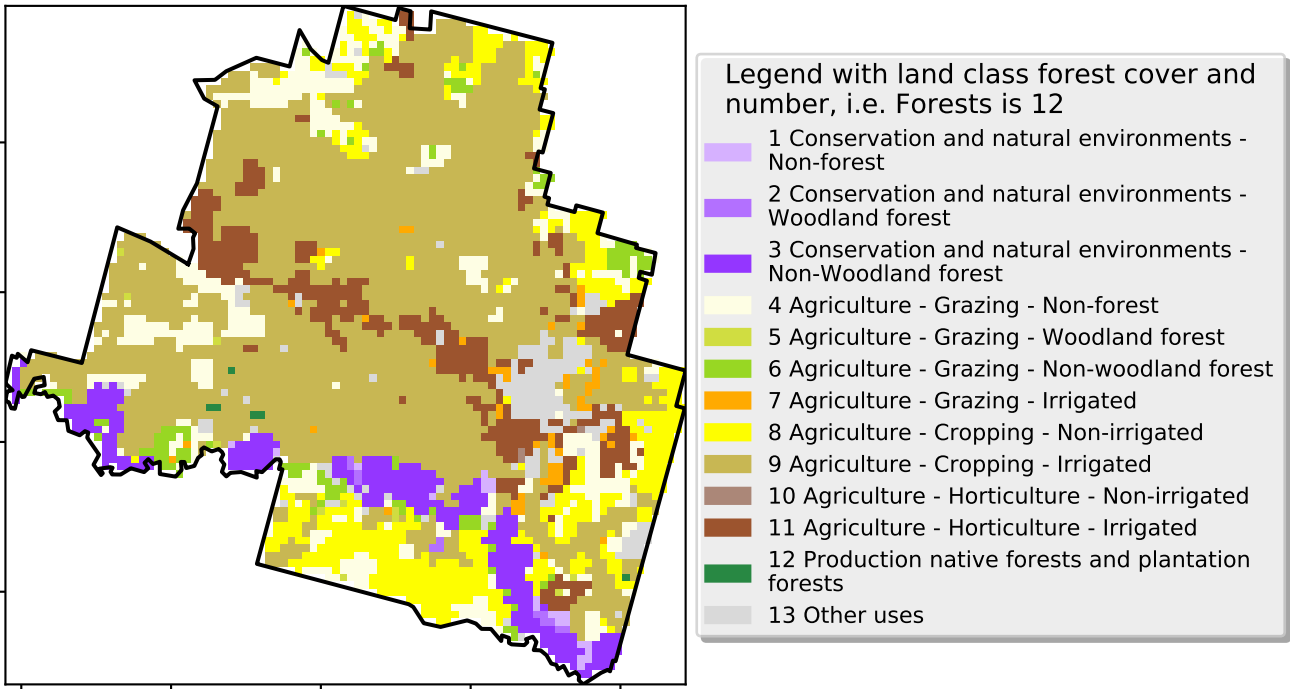 Legend with land class forest cover and
number, i.e. Forests is 12
1 Conservation and natural environments -
Non-forest
2 Conservation and natural environments -
Woodland forest
3 Conservation and natural environments -
Non-Woodland forest
4 Agriculture - Grazing - Non-forest
5 Agriculture - Grazing - Woodland forest
6 Agriculture - Grazing - Non-woodland forest
7 Agriculture - Grazing - Irrigated
8 Agriculture - Cropping - Non-irrigated
9 Agriculture - Cropping - Irrigated
10 Agriculture - Horticulture - Non-irrigated
11 Agriculture - Horticulture - Irrigated
12 Production native forests and plantation
forests
13 Other uses